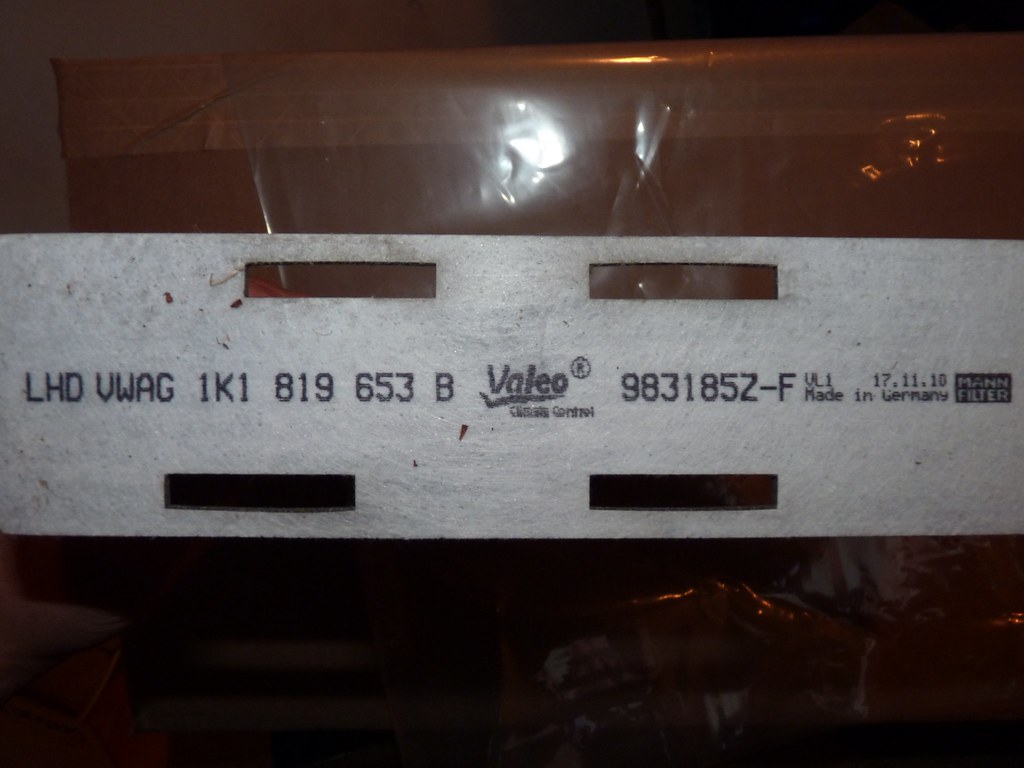 LHD VWAG 1K1 819 653 B
Valeo®
Climate Control
983185Z-F
VL1 17.11.10
Made in Germany
MANN
FILTER